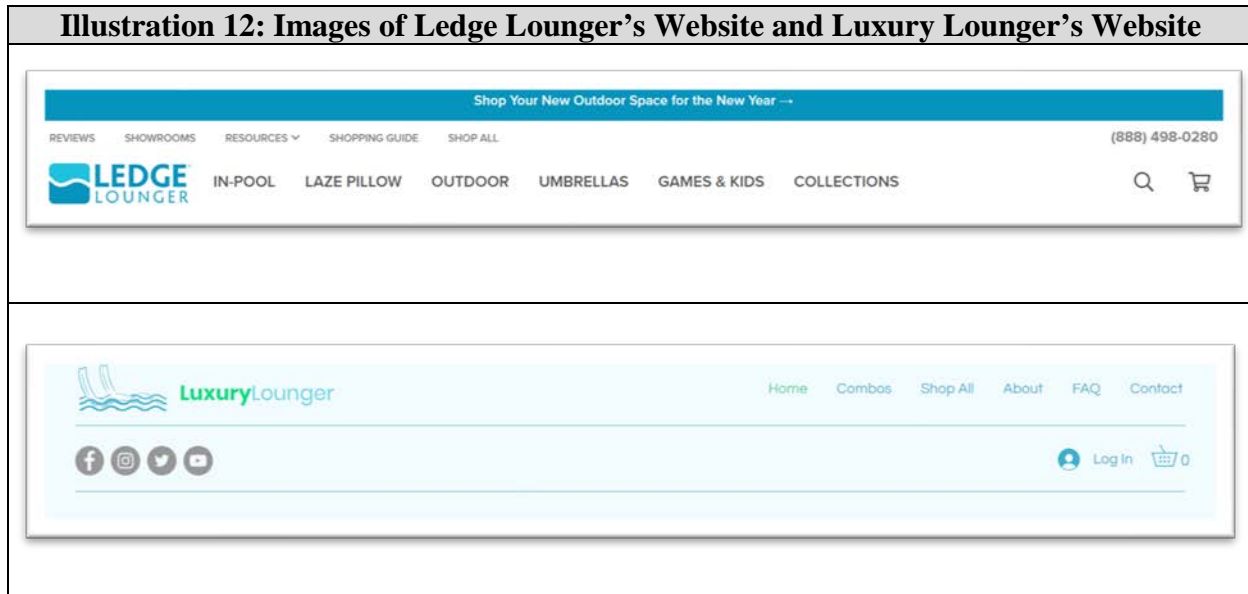 Illustration 12: Images of Ledge Lounger’s Website and Luxury Lounger’s Website
Shop Your New Outdoor Space for the New Year →
REVIEWS SHOWROOMS RESOURCES SHOPPING GUIDE SHOP ALL (888) 498-0280
LEDGE
LOUNGER
IN-POOL LAZE PILLOW OUTDOOR UMBRELLAS GAMES & KIDS COLLECTIONS
LuxuryLounger Home Combos Shop All About FAQ Contact
Log In 0